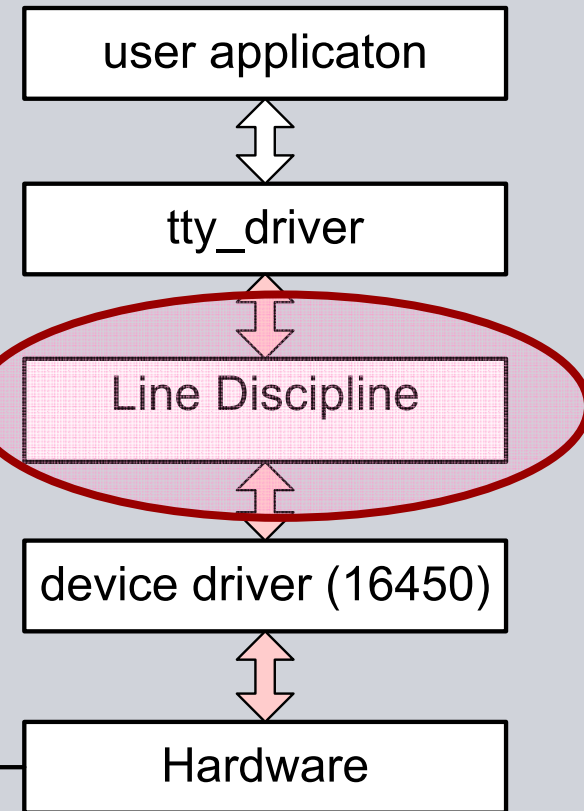 user applicaton
tty_driver
Line Discipline
device driver (16450)
Hardware